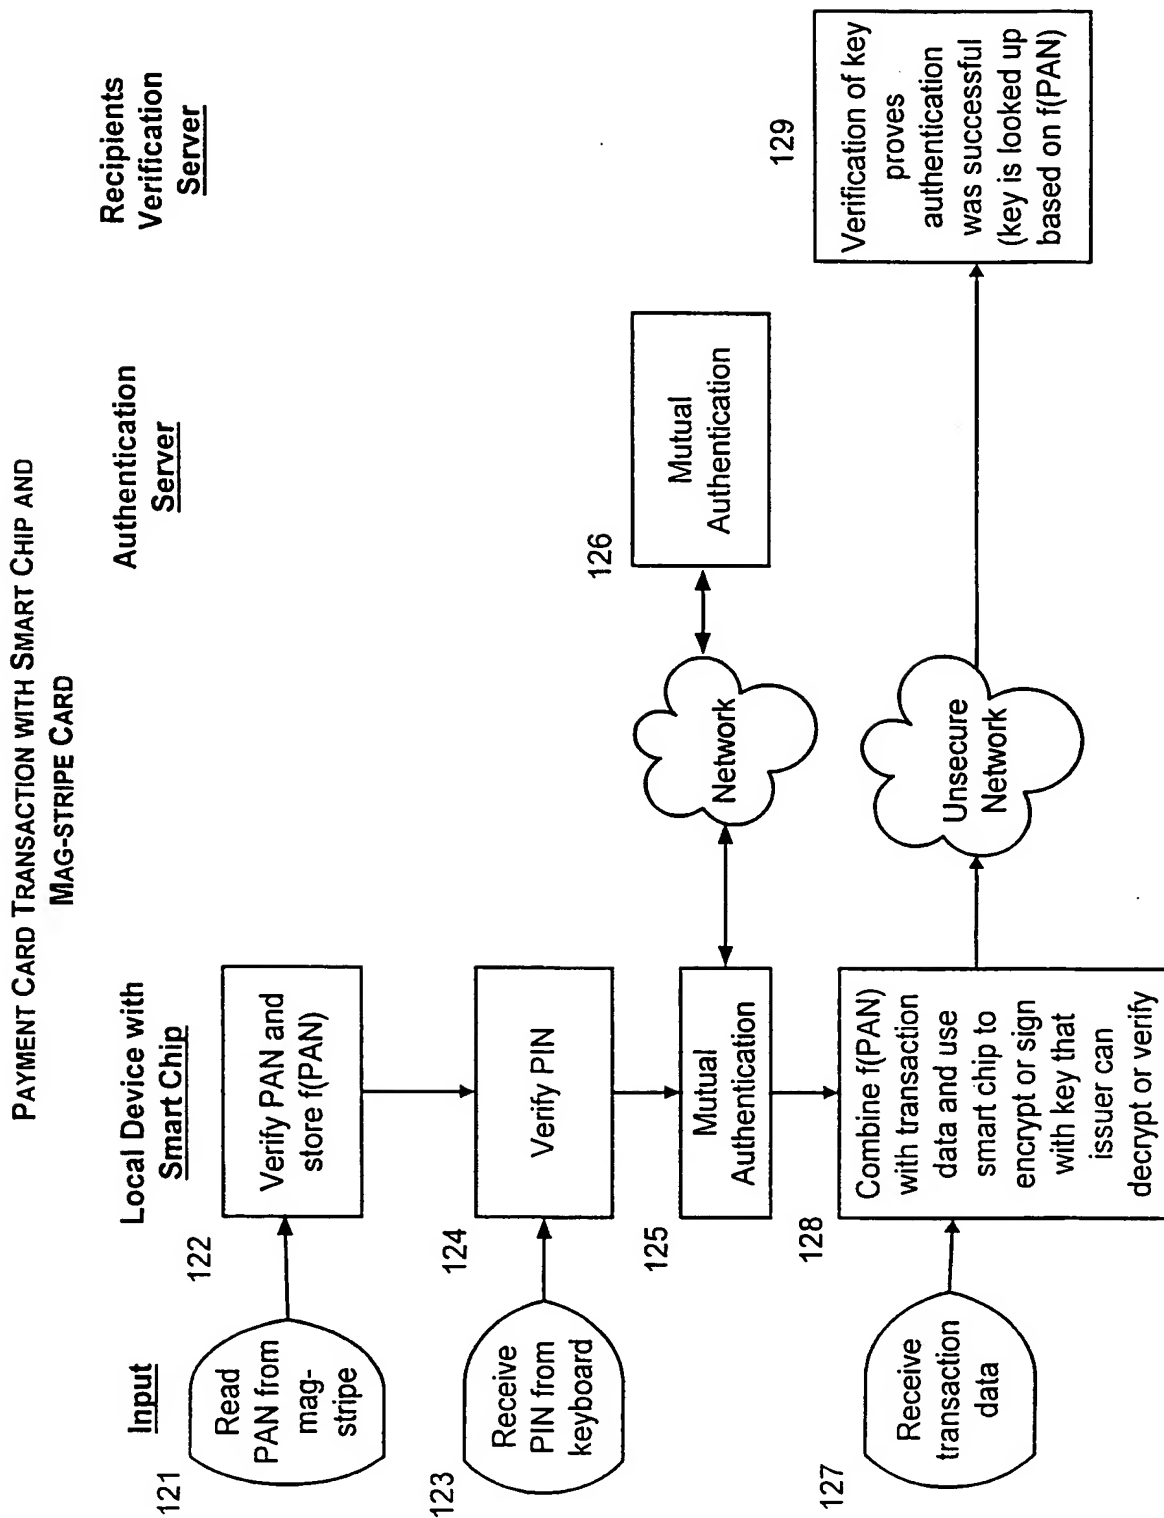 PAYMENT CARD TRANSACTION WITH SMART CHIP AND
MAG-STRIPE CARD
Input
Local Device with
Smart Chip
Authentication
Server
Recipients
Verification
Server
121
Read
PAN from
mag-
stripe
122
Verify PAN and
store f(PAN)
123
Receive
PIN from
keyboard
124
Verify PIN
125
Mutual
Authentication
Network
126
Mutual
Authentication
127
Receive
transaction
data
128
Combine f(PAN)
with transaction
data and use
smart chip to
encrypt or sign
with key that
issuer can
decrypt or verify
Unsecure
Network
129
Verification of key
proves
authentication
was successful
(key is looked up
based on f(PAN)